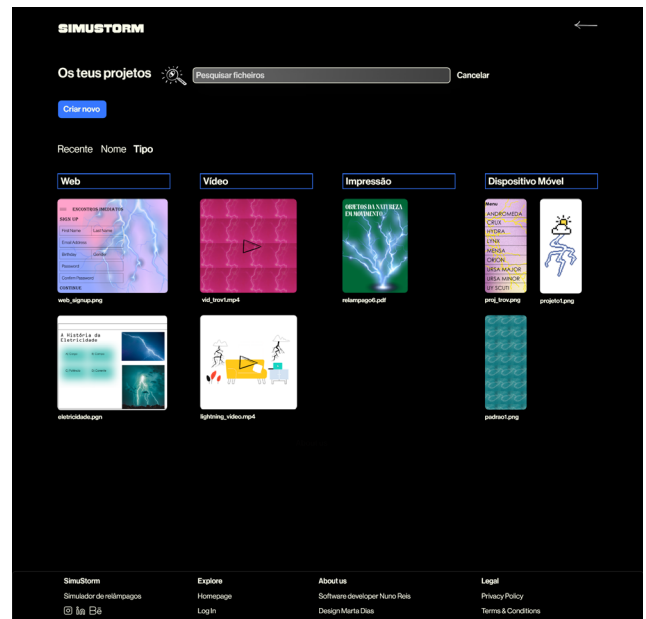 SIMUSTORM
Os teus projetos
Pesquisar ficheiros
Cancelar
Criar novo
Recente Nome Tipo
Web
Vídeo
Impressão
Dispositivo Móvel
ENCONTROS IMEDIATOS
SIGN UP
First Name Last Name
Email Address
Birthday Gender
Password
Confirm Password
CONTINUE
web_signup.png
vid_trov1.mp4
OBJETOS DA NATUREZA
EM MOVIMENTO
relampago6.pdf
Menu
ANDROMEDA
CRUX
HYDRA
LYNX
MENSA
ORION
URSA MAJOR
URSA MINOR
UY SCUTI
proj_trov.png
projeto1.png
A História da
Eletricidade
eletricidade.pgn
lightning_video.mp4
padrao1.png
SimuStorm
Simulador de relâmpagos
in Bē
Explore
Homepage
Log In
About us
Software developer Nuno Reis
Design Marta Dias
Legal
Privacy Policy
Terms & Conditions